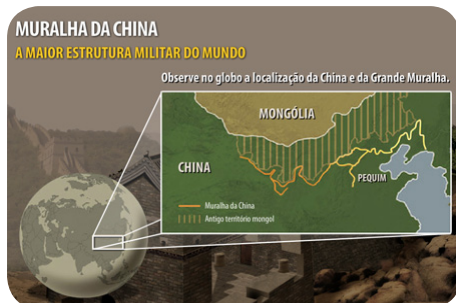 MURALHA DA CHINA
A MAIOR ESTRUTURA MILITAR DO MUNDO
Observe no globo a localização da China e da Grande Muralha.
MONGÓLIA
CHINA
PEQUIM
Muralha da China
Antigo território mongol